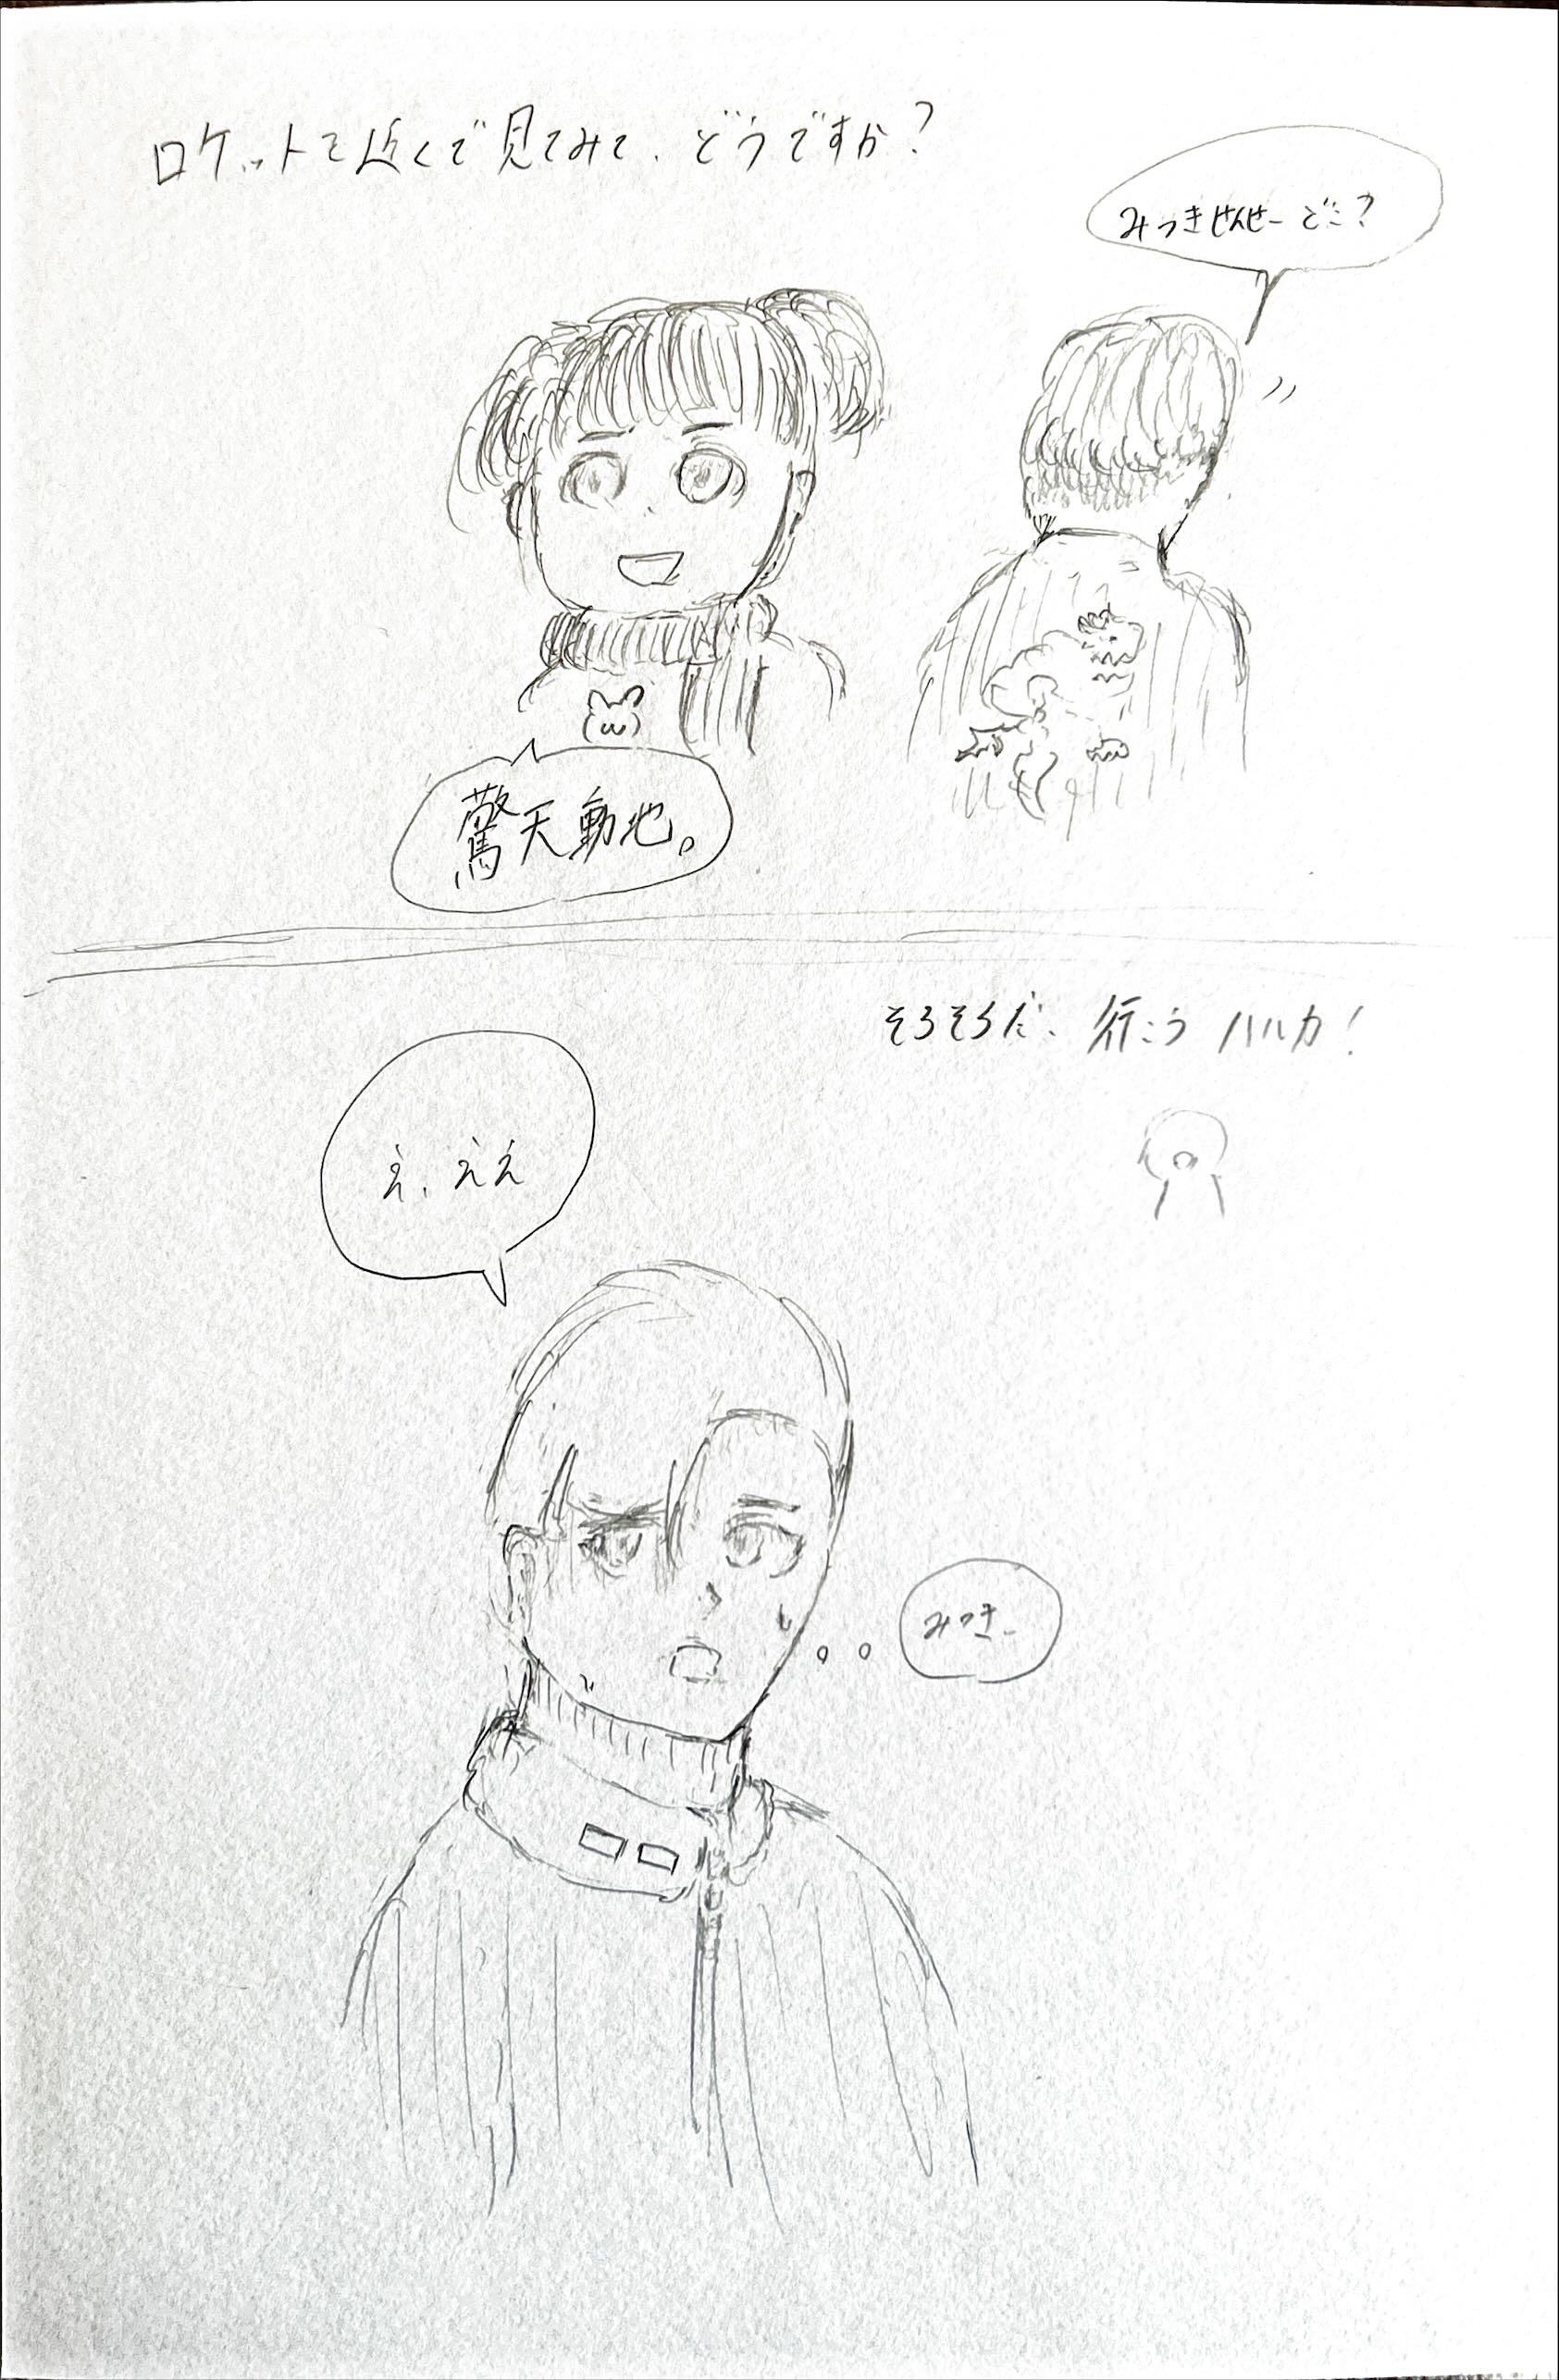 ロケットを近くで見てみて、どうですか？
みつきせんせーどこ？
驚天動地。
そろそろだ、行こう ハルカ！
え、ええ
みつき…